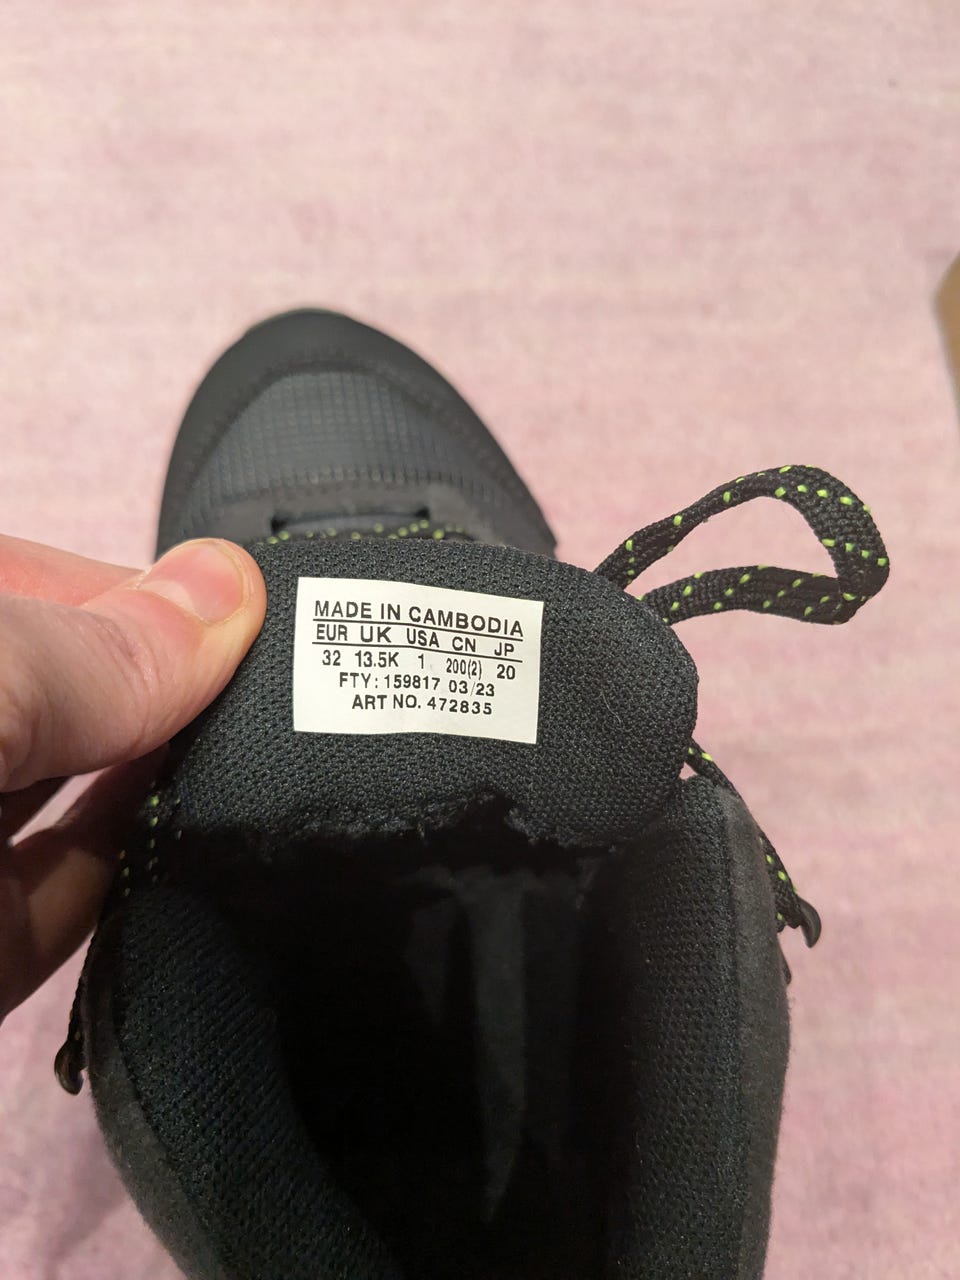 MADE IN CAMBODIA
EUR UK USA CN JP
32 13.5K 1 200(2) 20
FTY: 159817 03/23
ART NO. 472835